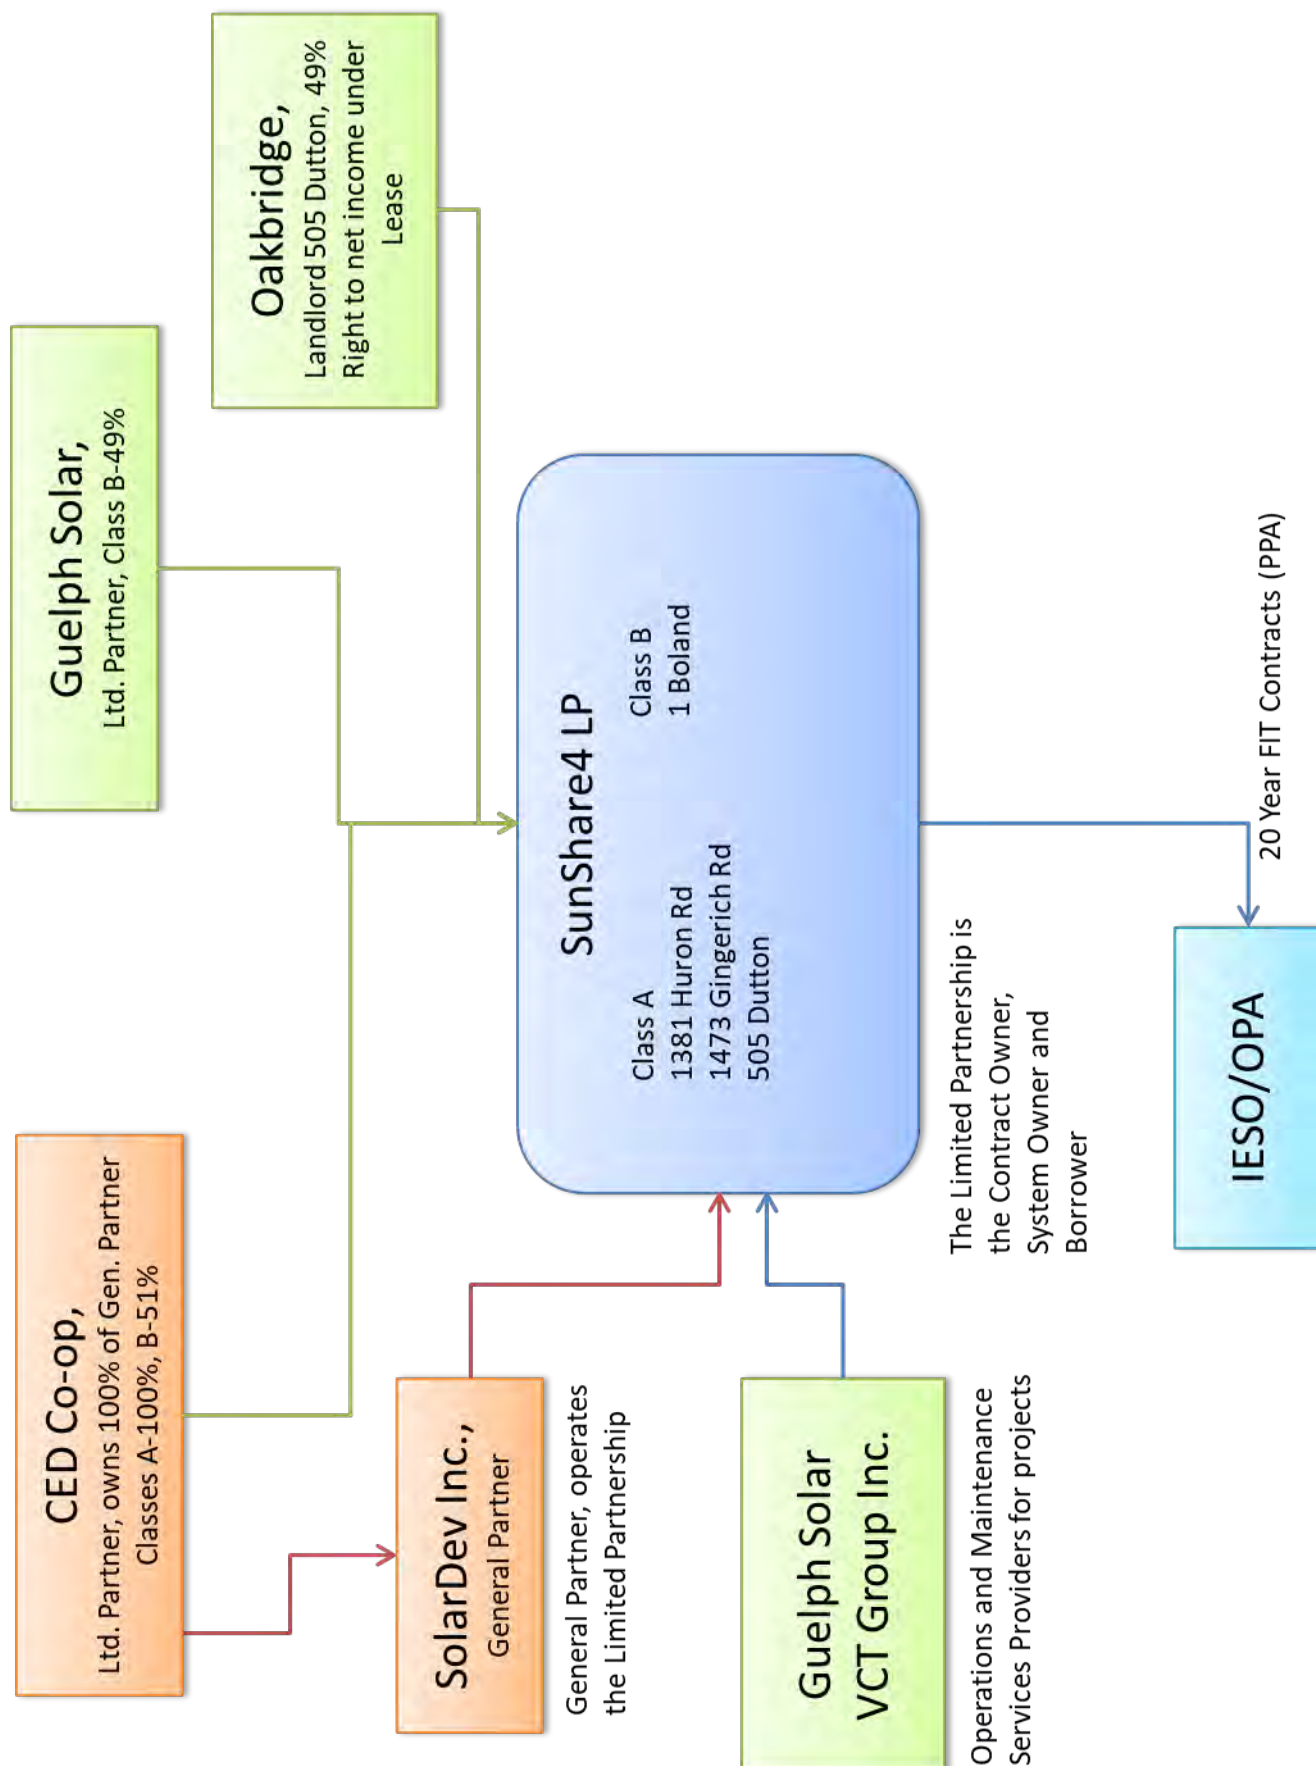 CED Co-op,
Ltd. Partner, owns 100% of Gen. Partner
Classes A-100%, B-51%
Guelph Solar,
Ltd. Partner, Class B-49%
Oakbridge,
Landlord 505 Dutton, 49%
Right to net income under
Lease
SolarDev Inc.,
General Partner
General Partner, operates
the Limited Partnership
SunShare4 LP
Class A
1381 Huron Rd
1473 Gingerich Rd
505 Dutton
Class B
1 Boland
Guelph Solar
VCT Group Inc.
Operations and Maintenance
Services Providers for projects
The Limited Partnership is
the Contract Owner,
System Owner and
Borrower
20 Year FIT Contracts (PPA)
IESO/OPA